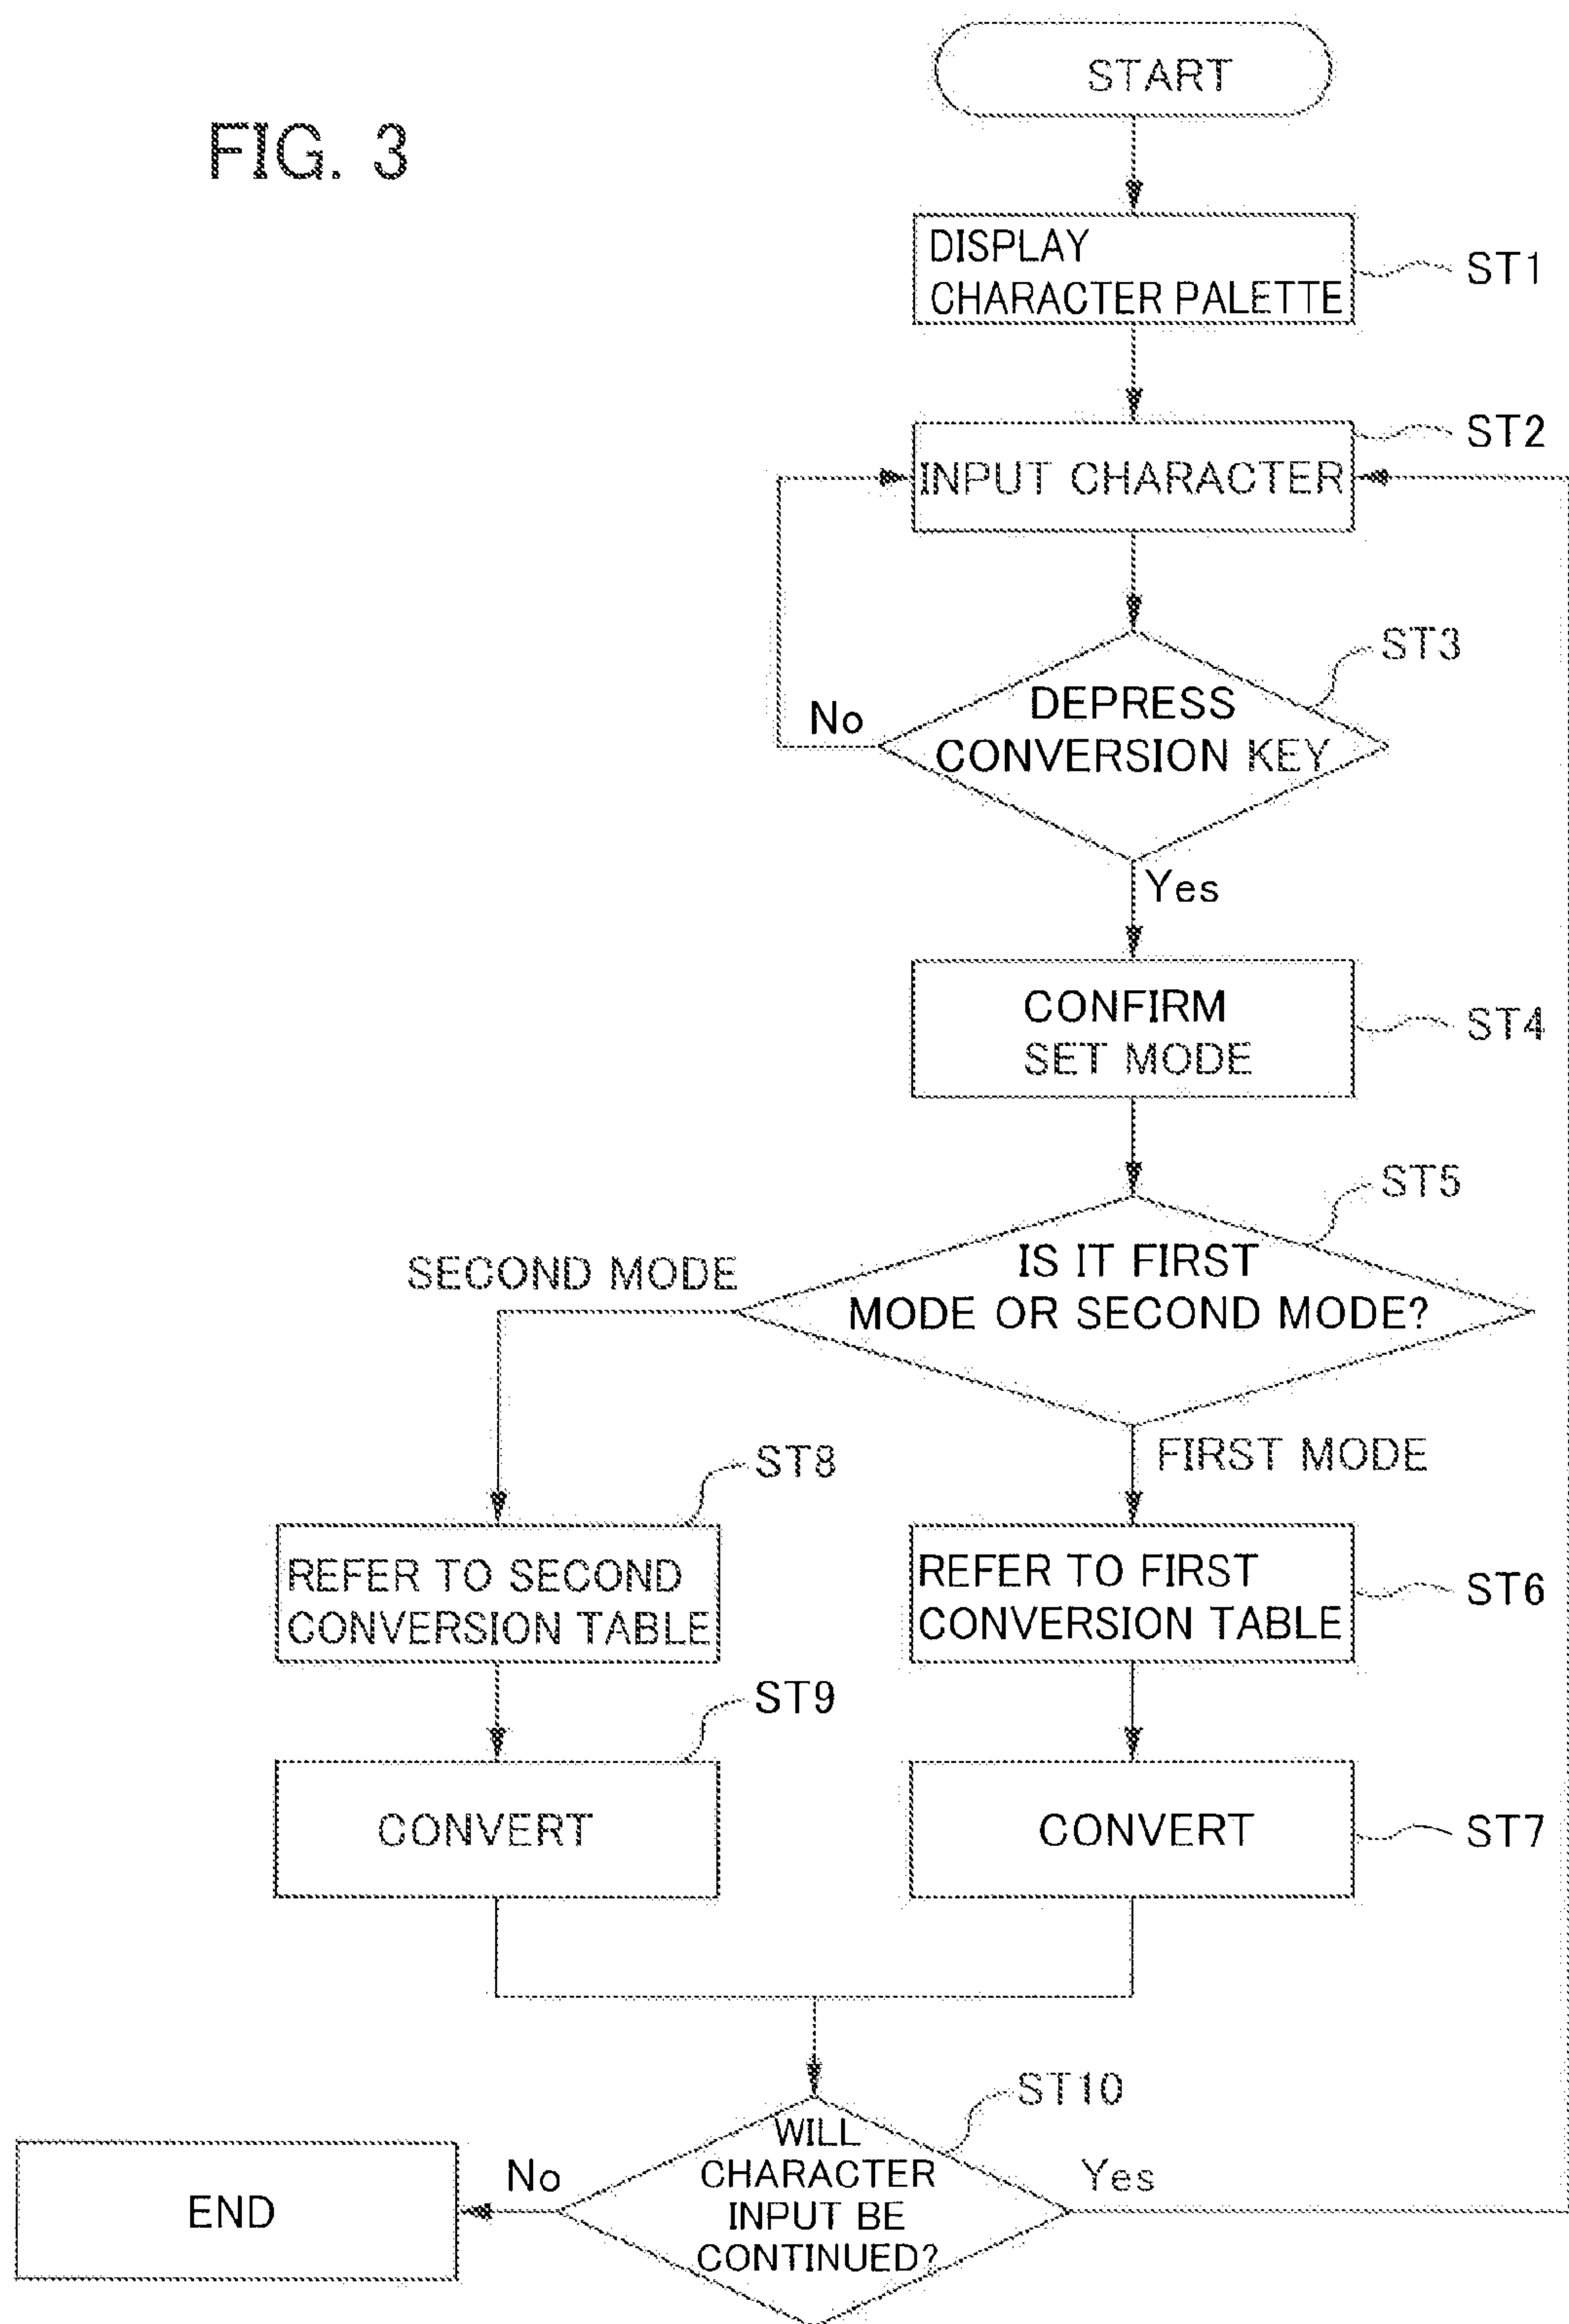 START
FIG. 3
DISPLAY
CHARACTER PALETTE
ST1
ST2
INPUT CHARACTER
ST3
DEPRESS
CONVERSION KEY
No
Yes
CONFIRM
SET MODE
ST4
ST5
IS IT FIRST
MODE OR SECOND MODE?
SECOND MODE
FIRST MODE
ST8
REFER TO SECOND
CONVERSION TABLE
REFER TO FIRST
CONVERSION TABLE
ST6
ST9
CONVERT
CONVERT
ST7
ST10
WILL
CHARACTER
INPUT BE
CONTINUED?
No
Yes
END